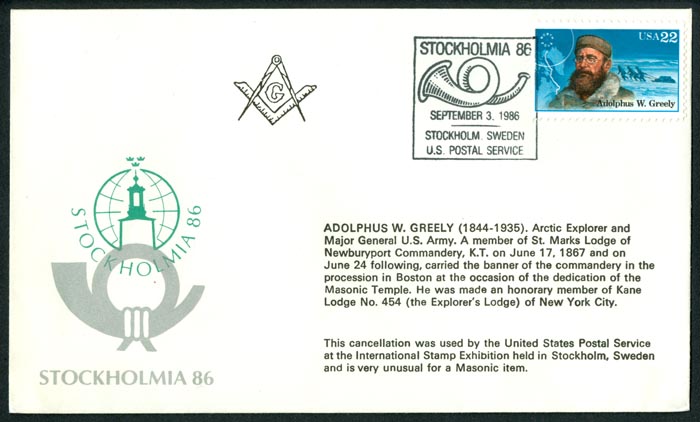 STOCKHOLMIA 86
SEPTEMBER 3, 1986
STOCKHOLM, SWEDEN
U.S. POSTAL SERVICE
USA 22
Adolphus W. Greely
G
STOCKHOLMIA 86
STOCKHOLMIA 86
ADOLPHUS W. GREELY (1844-1935). Arctic Explorer and
Major General U.S. Army. A member of St. Marks Lodge of
Newburyport Commandery, K.T. on June 17, 1867 and on
June 24 following, carried the banner of the commandery in the
procession in Boston at the occasion of the dedication of the
Masonic Temple. He was made an honorary member of Kane
Lodge No. 454 (the Explorer's Lodge) of New York City.
This cancellation was used by the United States Postal Service
at the International Stamp Exhibition held in Stockholm, Sweden
and is very unusual for a Masonic item.